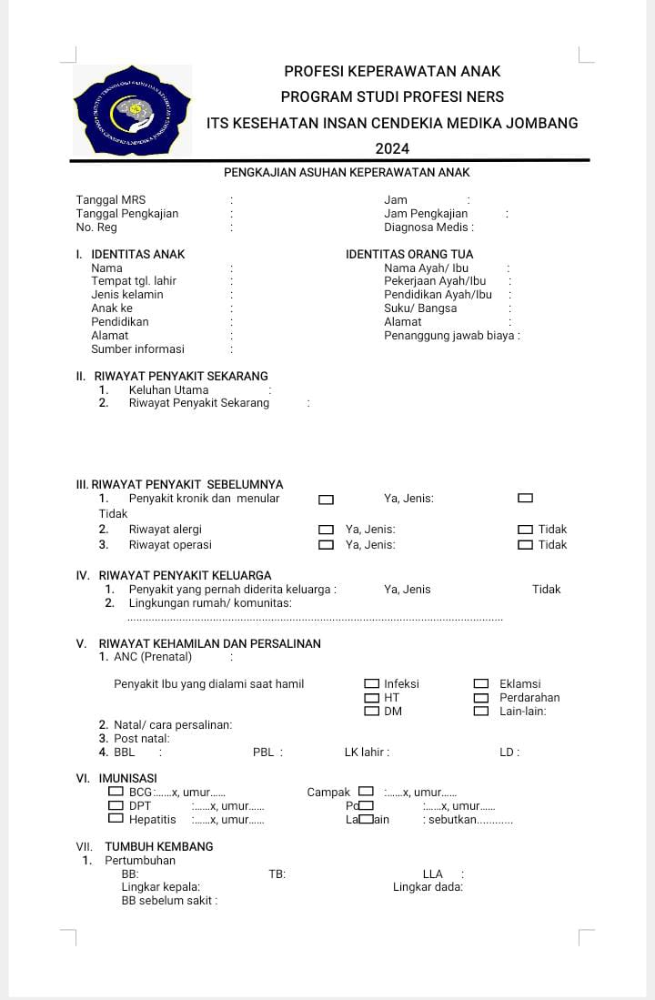 PROFESI KEPERAWATAN ANAK
PROGRAM STUDI PROFESI NERS
ITS KESEHATAN INSAN CENDEKIA MEDIKA JOMBANG
2024
PENGKAJIAN ASUHAN KEPERAWATAN ANAK
Tanggal MRS : Jam :
Tanggal Pengkajian : Jam Pengkajian :
No. Reg : Diagnosa Medis :
I. IDENTITAS ANAK IDENTITAS ORANG TUA
Nama : Nama Ayah/ Ibu :
Tempat tgl. lahir : Pekerjaan Ayah/Ibu :
Jenis kelamin : Pendidikan Ayah/Ibu :
Anak ke : Suku/ Bangsa :
Pendidikan : Alamat :
Alamat : Penanggung jawab biaya :
Sumber informasi :
II. RIWAYAT PENYAKIT SEKARANG
1. Keluhan Utama :
2. Riwayat Penyakit Sekarang :
III. RIWAYAT PENYAKIT SEBELUMNYA
1. Penyakit kronik dan menular Ya, Jenis:
Tidak
2. Riwayat alergi Ya, Jenis: Tidak
3. Riwayat operasi Ya, Jenis: Tidak
IV. RIWAYAT PENYAKIT KELUARGA
1. Penyakit yang pernah diderita keluarga : Ya, Jenis Tidak
2. Lingkungan rumah/ komunitas:
..............................................................................................................................
V. RIWAYAT KEHAMILAN DAN PERSALINAN
1. ANC (Prenatal) :
Penyakit Ibu yang dialami saat hamil Infeksi Eklamsi
HT Perdarahan
DM Lain-lain:
2. Natal/ cara persalinan:
3. Post natal:
4. BBL : PBL : LK lahir : LD :
VI. IMUNISASI
BCG:......x, umur...... Campak :......x, umur......
DPT :......x, umur...... Po :......x, umur......
Hepatitis :......x, umur...... La ain : sebutkan............
VII. TUMBUH KEMBANG
1. Pertumbuhan
BB: TB: LLA :
Lingkar kepala: Lingkar dada:
BB sebelum sakit :